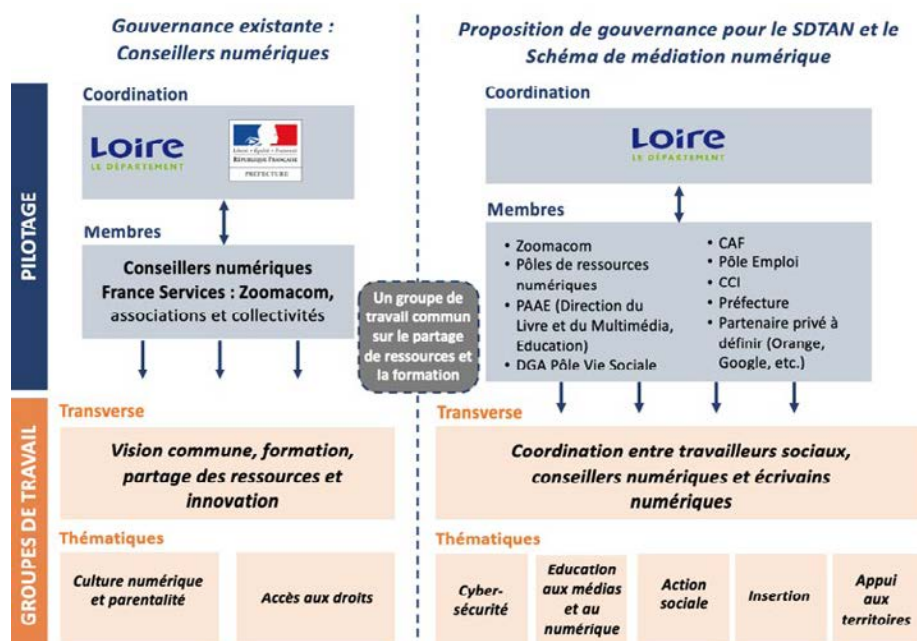 Gouvernance existante :
Conseillers numériques
Proposition de gouvernance pour le SDTAN et le
Schéma de médiation numérique
PILOTAGE
Coordination
Loire
LE DÉPARTEMENT
Liberté • Égalité • Fraternité
RÉPUBLIQUE FRANÇAISE
PRÉFECTURE
Membres
Conseillers numériques
France Services : Zoomacom,
associations et collectivités
Un groupe de
travail commun
sur le partage
de ressources et
la formation
Coordination
Loire
LE DÉPARTEMENT
Membres
• Zoomacom
• Pôles de ressources
numériques
• PAAE (Direction du
Livre et du Multimédia,
Education)
• DGA Pôle Vie Sociale
• CAF
• Pôle Emploi
• CCI
• Préfecture
• Partenaire privé à
définir (Orange,
Google, etc.)
GROUPES DE TRAVAIL
Transverse
Vision commune, formation,
partage des ressources et
innovation
Thématiques
Culture numérique
et parentalité
Accès aux droits
Transverse
Coordination entre travailleurs sociaux,
conseillers numériques et écrivains
numériques
Thématiques
Cyber-
sécurité
Education
aux médias
et au
numérique
Action
sociale
Insertion
Appui
aux
territoires